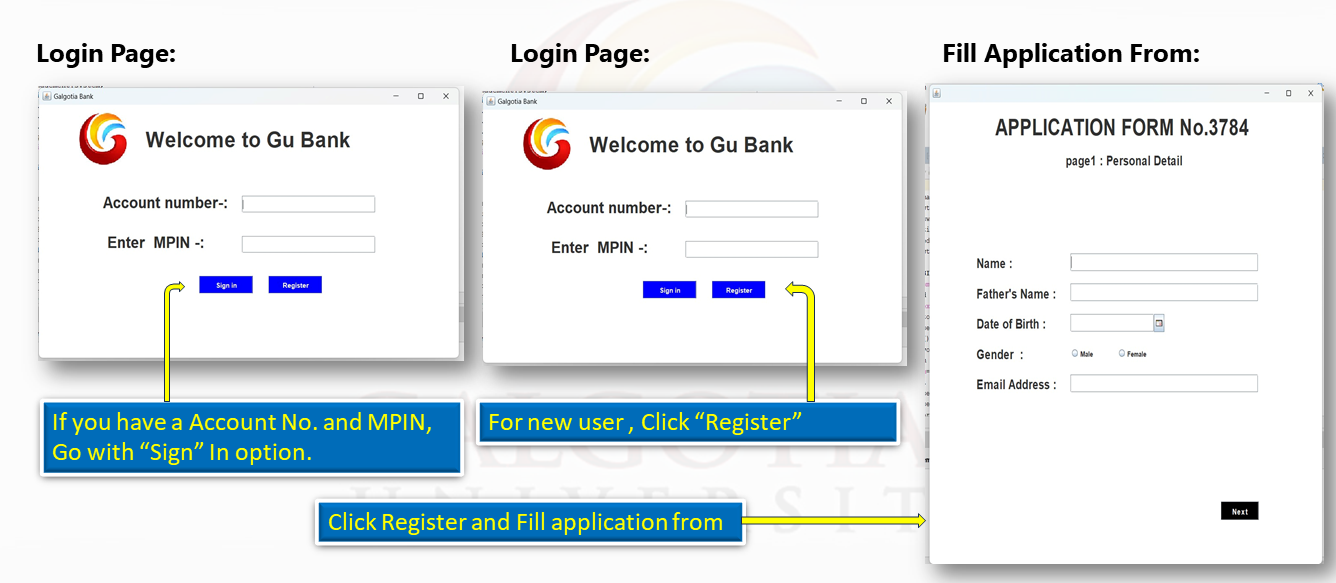 Login Page:
Login Page:
Fill Application From:
Galgotia Bank
Welcome to Gu Bank
Account number-:
Enter MPIN -:
Sign in
Register
If you have a Account No. and MPIN,
Go with “Sign” In option.
Galgotia Bank
Welcome to Gu Bank
Account number-:
Enter MPIN -:
Sign in
Register
For new user , Click “Register”
Click Register and Fill application from
APPLICATION FORM No.3784
page1 : Personal Detail
Name :
Father's Name :
Date of Birth :
Gender :
Male
Female
Email Address :
Next